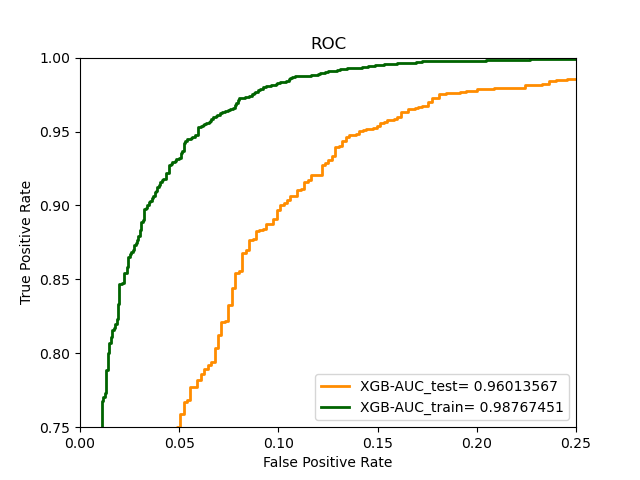 ROC
1.00
0.95
0.90
0.85
0.80
0.75
True Positive Rate
XGB-AUC_test= 0.96013567
XGB-AUC_train= 0.98767451
0.00 0.05 0.10 0.15 0.20 0.25
False Positive Rate